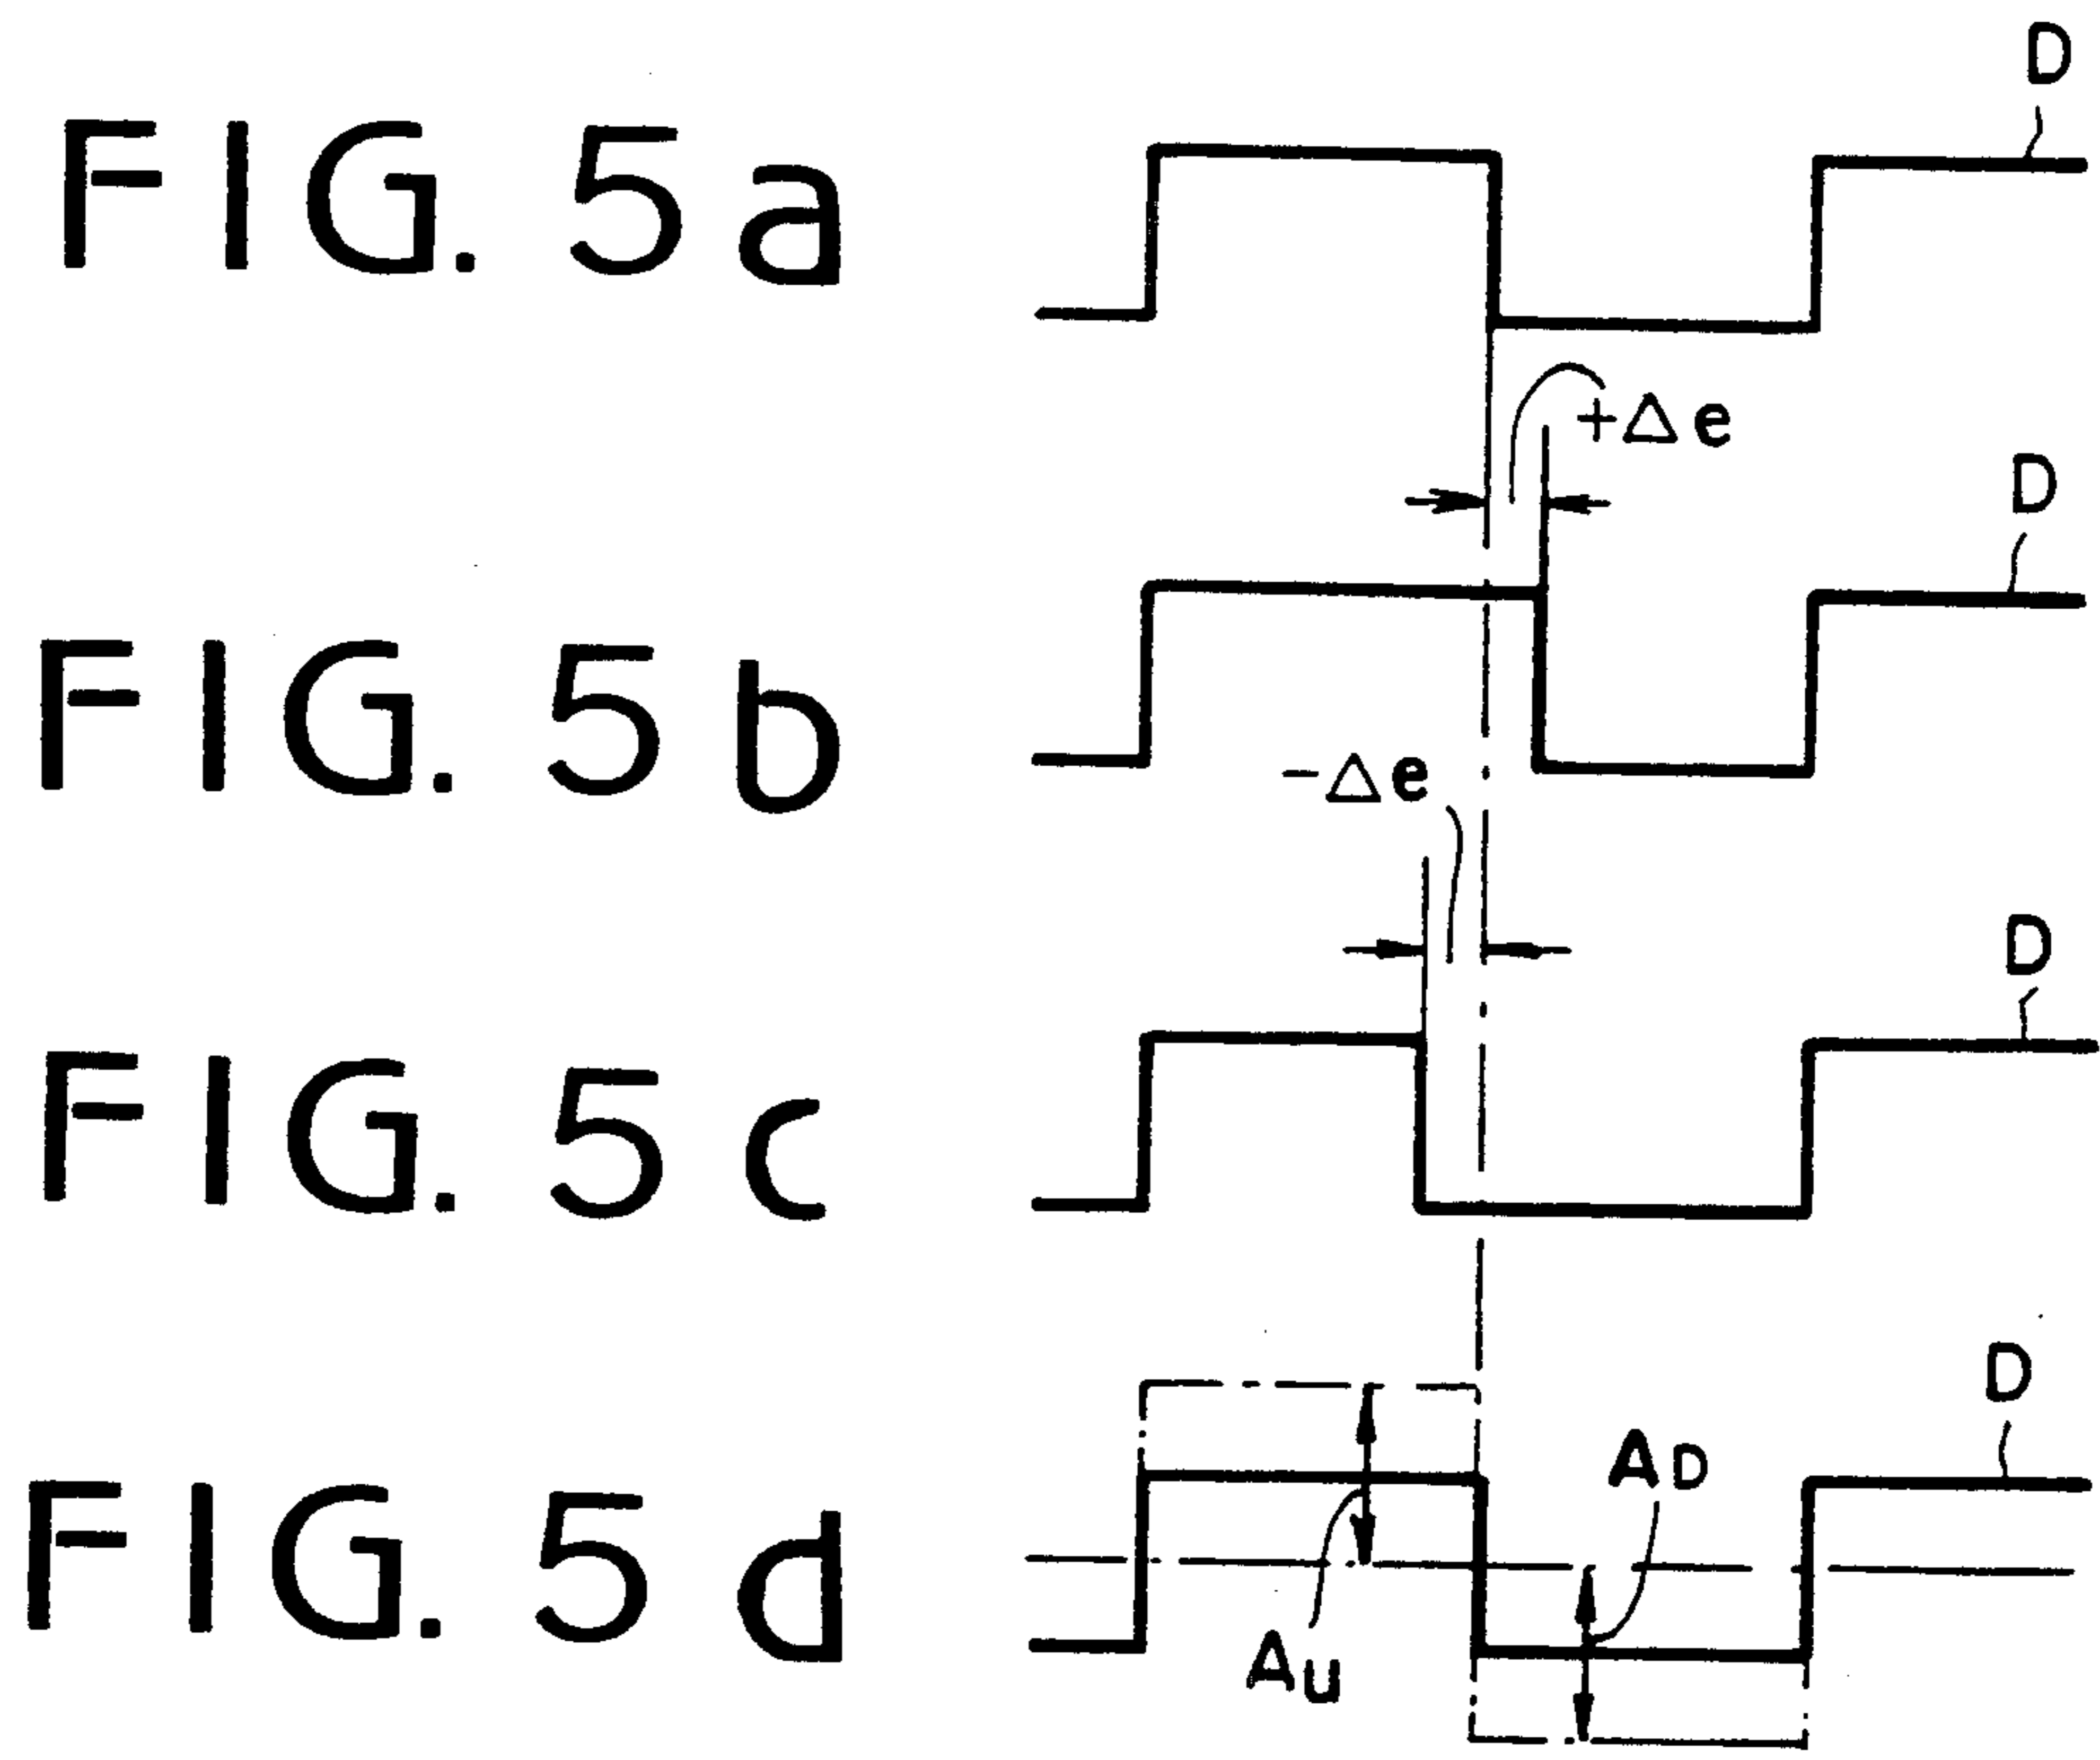 D
FIG. 5a
+Δe
D
FIG. 5b
-Δe
D
FIG. 5c
D
AD
FIG. 5d
AU